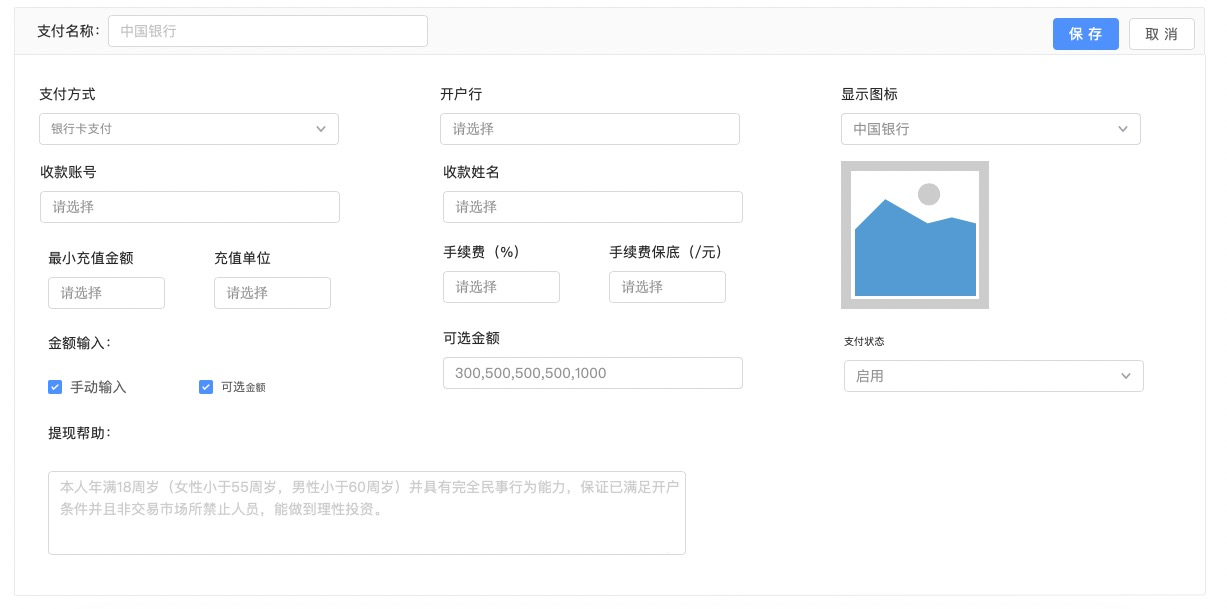 支付名称：
中国银行
保 存
取 消
支付方式
开户行
显示图标
银行卡支付
请选择
中国银行
收款账号
收款姓名
请选择
请选择
最小充值金额
充值单位
手续费（%）
手续费保底（/元）
请选择
请选择
请选择
请选择
金额输入：
可选金额
支付状态
300,500,500,500,1000
启用
手动输入
可选金额
提现帮助：
本人年满18周岁（女性小于55周岁，男性小于60周岁）并具有完全民事行为能力，保证已满足开户
条件并且非交易市场所禁止人员，能做到理性投资。